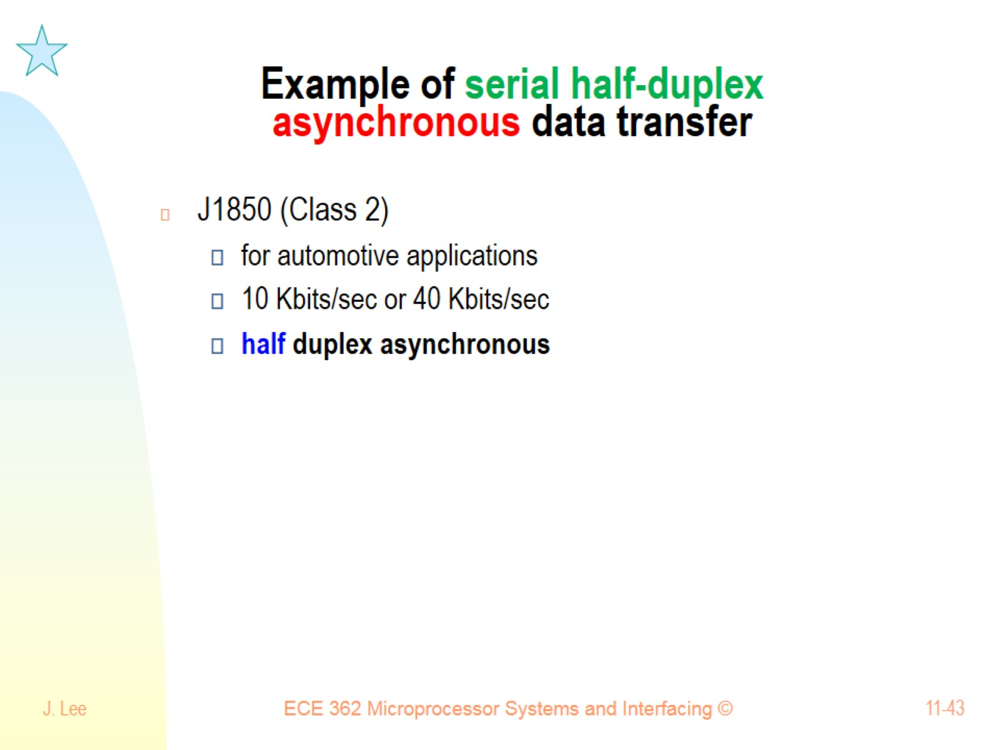 Example of serial half-duplex
asynchronous data transfer
J1850 (Class 2)
for automotive applications
10 Kbits/sec or 40 Kbits/sec
half duplex asynchronous
J. Lee
ECE 362 Microprocessor Systems and Interfacing ©
11-43